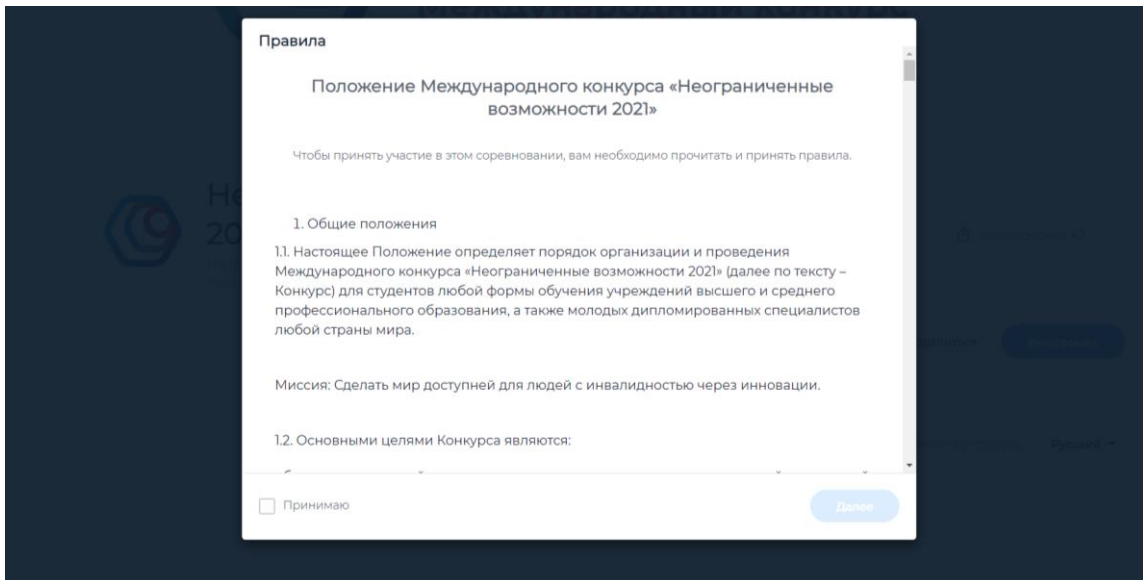 МЕЖДУНАРОДНЫЙ КОНКУРС
Правила
Положение Международного конкурса «Неограниченные
возможности 2021»
Чтобы принять участие в этом соревновании, вам необходимо прочитать и принять правила.
1. Общие положения
1.1. Настоящее Положение определяет порядок организации и проведения
Международного конкурса «Неограниченные возможности 2021» (далее по тексту –
Конкурс) для студентов любой формы обучения учреждений высшего и среднего
профессионального образования, а также молодых дипломированных специалистов
любой страны мира.
Миссия: Сделать мир доступней для людей с инвалидностью через инновации.
1.2. Основными целями Конкурса являются:
Русский
Принимаю
Далее